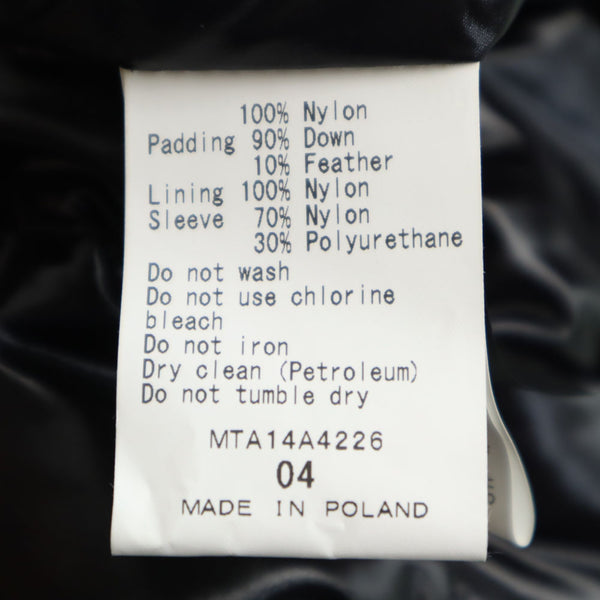 100% Nylon
Padding 90% Down
10% Feather
Lining 100% Nylon
Sleeve 70% Nylon
30% Polyurethane
Do not wash
Do not use chlorine
bleach
Do not iron
Dry clean (Petroleum)
Do not tumble dry
MTA14A4226
04
MADE IN POLAND